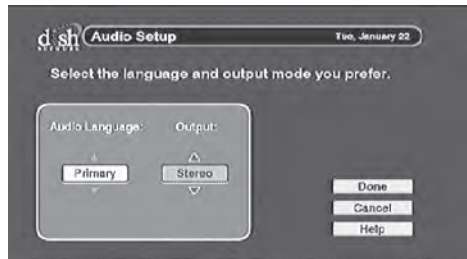 dish Audio Setup Tue, January 22
NETWORK
Select the language and output mode you prefer.
Audio Language: Output:
Primary Stereo
Done
Cancel
Help